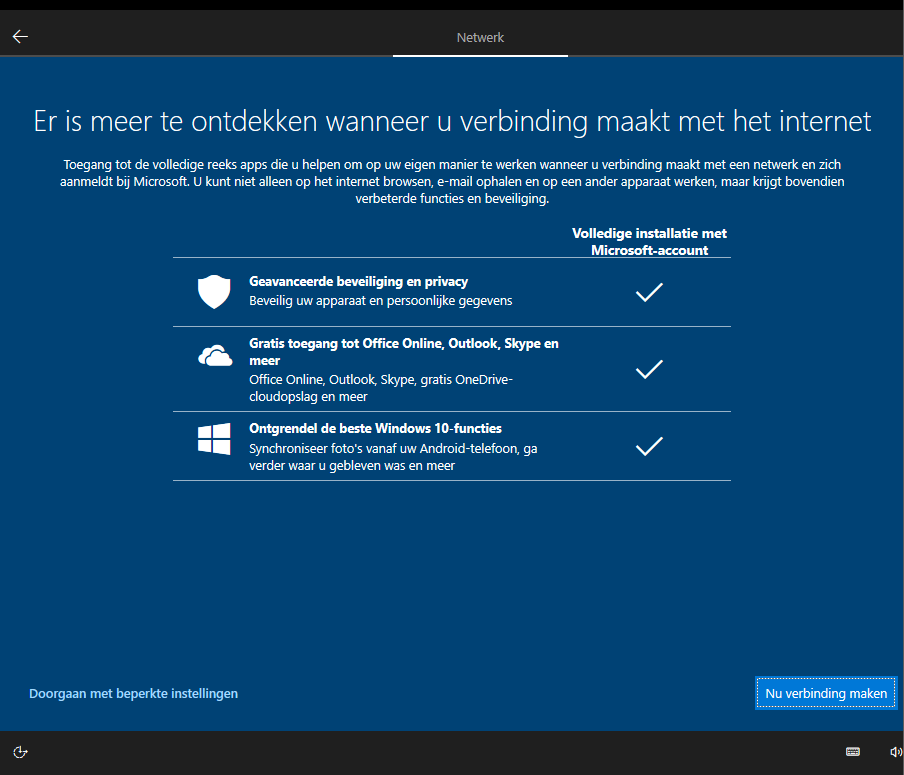 Netwerk
Er is meer te ontdekken wanneer u verbinding maakt met het internet
Toegang tot de volledige reeks apps die u helpen om op uw eigen manier te werken wanneer u verbinding maakt met een netwerk en zich
aanmeldt bij Microsoft. U kunt niet alleen op het internet browsen, e-mail ophalen en op een ander apparaat werken, maar krijgt bovendien
verbeterde functies en beveiliging.
Volledige installatie met
Microsoft-account
Geavanceerde beveiliging en privacy
Beveilig uw apparaat en persoonlijke gegevens
Gratis toegang tot Office Online, Outlook, Skype en
meer
Office Online, Outlook, Skype, gratis OneDrive-
cloudopslag en meer
Ontgrendel de beste Windows 10-functies
Synchroniseer foto's vanaf uw Android-telefoon, ga
verder waar u gebleven was en meer
Doorgaan met beperkte instellingen
Nu verbinding maken